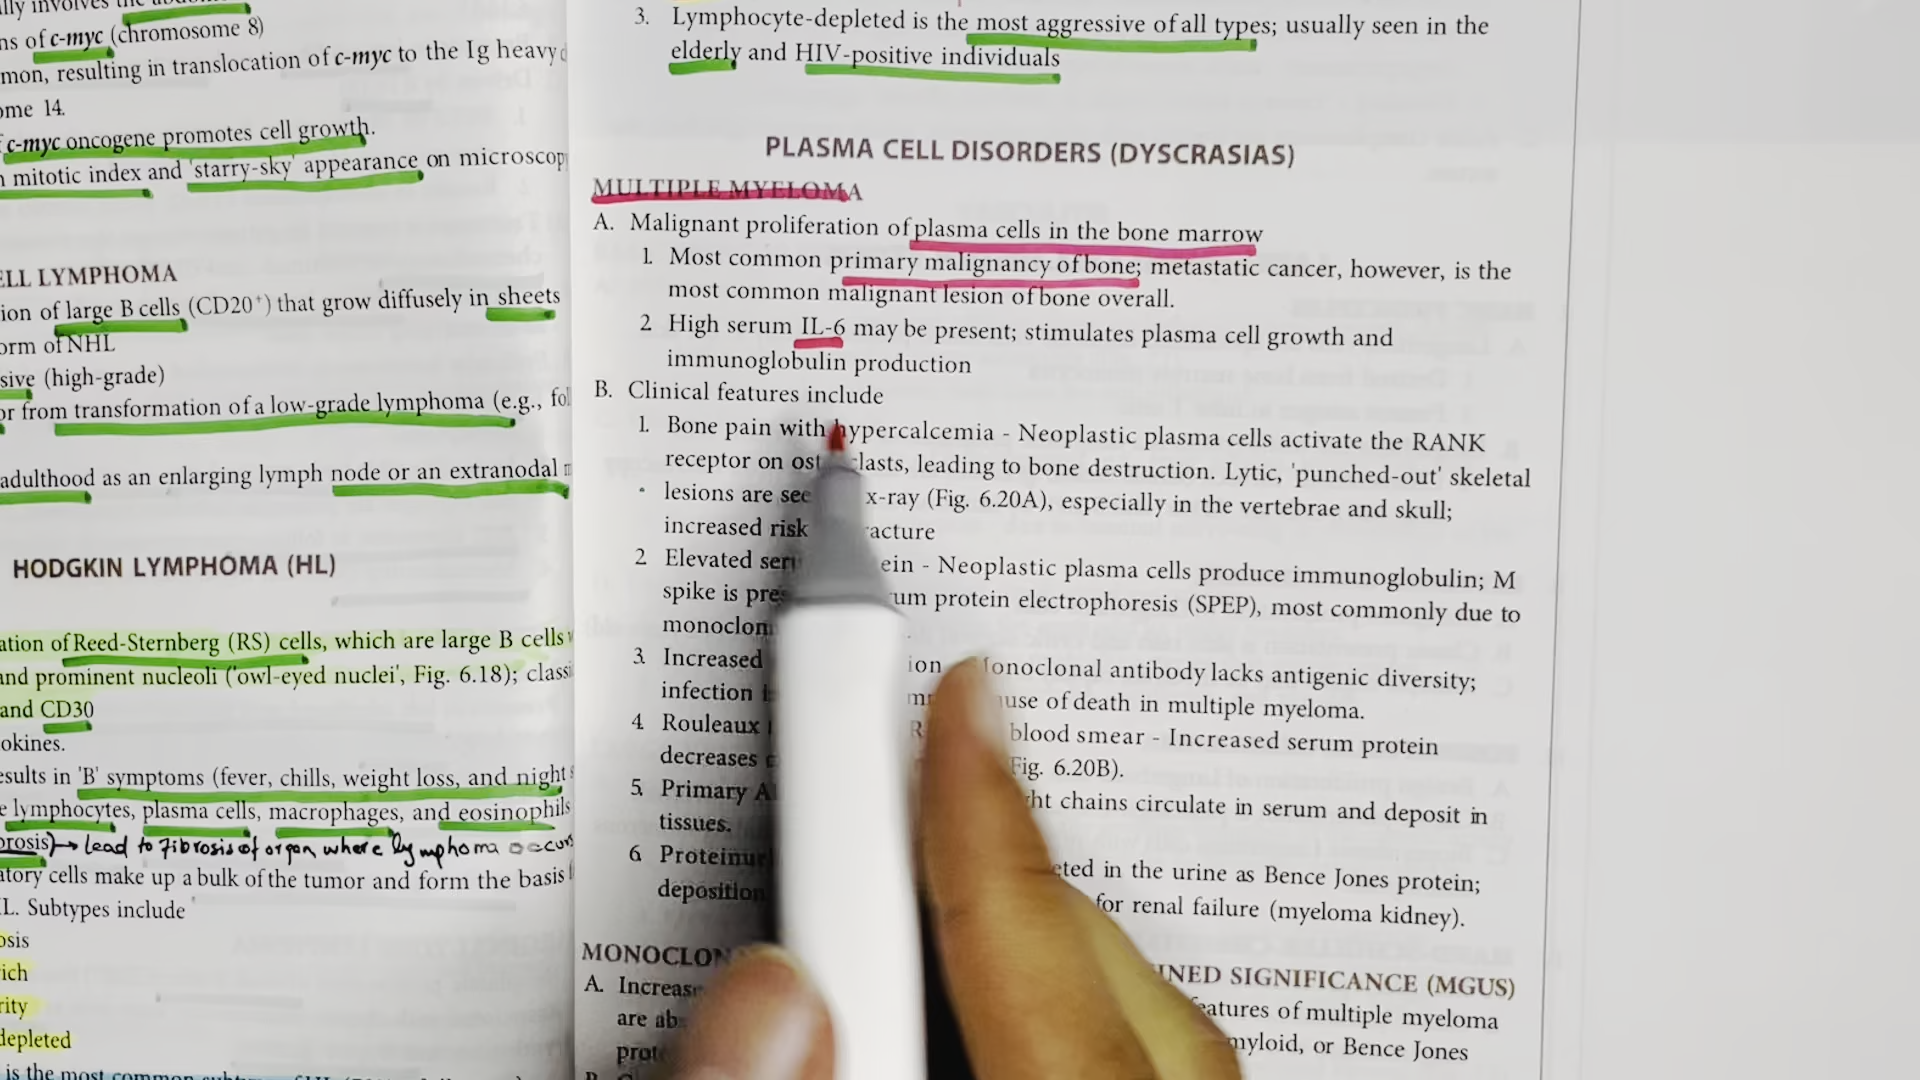 ally involves the
ns of c-myc (chromosome 8)
mon, resulting in translocation of c-myc to the Ig heavy
ome 14.
c-myc oncogene promotes cell growth.
mitotic index and 'starry-sky' appearance on microscop
ELL LYMPHOMA
ion of large B cells (CD20+) that grow diffusely in sheets
orm of NHL
sive (high-grade)
or from transformation of a low-grade lymphoma (e.g., fol
adulthood as an enlarging lymph node or an extranodal
HODGKIN LYMPHOMA (HL)
ation of Reed-Sternberg (RS) cells, which are large B cells
and prominent nucleoli ('owl-eyed nuclei', Fig. 6.18); classi
and CD30
okines.
esults in 'B' symptoms (fever, chills, weight loss, and night
e lymphocytes, plasma cells, macrophages, and eosinophils
brosis) → Lead to fibrosis of organ where lymphoma occurs
atory cells make up a bulk of the tumor and form the basis
L. Subtypes include
osis
rich
rity
depleted
is the most common
3. Lymphocyte-depleted is the most aggressive of all types; usually seen in the
elderly and HIV-positive individuals
PLASMA CELL DISORDERS (DYSCRASIAS)
MULTIPLE MYELOMA
A. Malignant proliferation of plasma cells in the bone marrow
1. Most common primary malignancy of bone; metastatic cancer, however, is the
most common malignant lesion of bone overall.
2 High serum IL-6 may be present; stimulates plasma cell growth and
immunoglobulin production
B. Clinical features include
1. Bone pain with hypercalcemia - Neoplastic plasma cells activate the RANK
receptor on ost clasts, leading to bone destruction. Lytic, 'punched-out' skeletal
lesions are see x-ray (Fig. 6.20A), especially in the vertebrae and skull;
increased risk acture
2 Elevated ser ein - Neoplastic plasma cells produce immunoglobulin; M
spike is pres um protein electrophoresis (SPEP), most commonly due to
monoclon
3. Increased ion - Monoclonal antibody lacks antigenic diversity;
infection use of death in multiple myeloma.
4 Rouleaux blood smear - Increased serum protein
decreases Fig. 6.20B).
5. Primary A ht chains circulate in serum and deposit in
tissues.
6 Proteinur eted in the urine as Bence Jones protein;
deposition for renal failure (myeloma kidney).
MONOCLON INED SIGNIFICANCE (MGUS)
A. Increas eatures of multiple myeloma
are ab myloid, or Bence Jones
prote